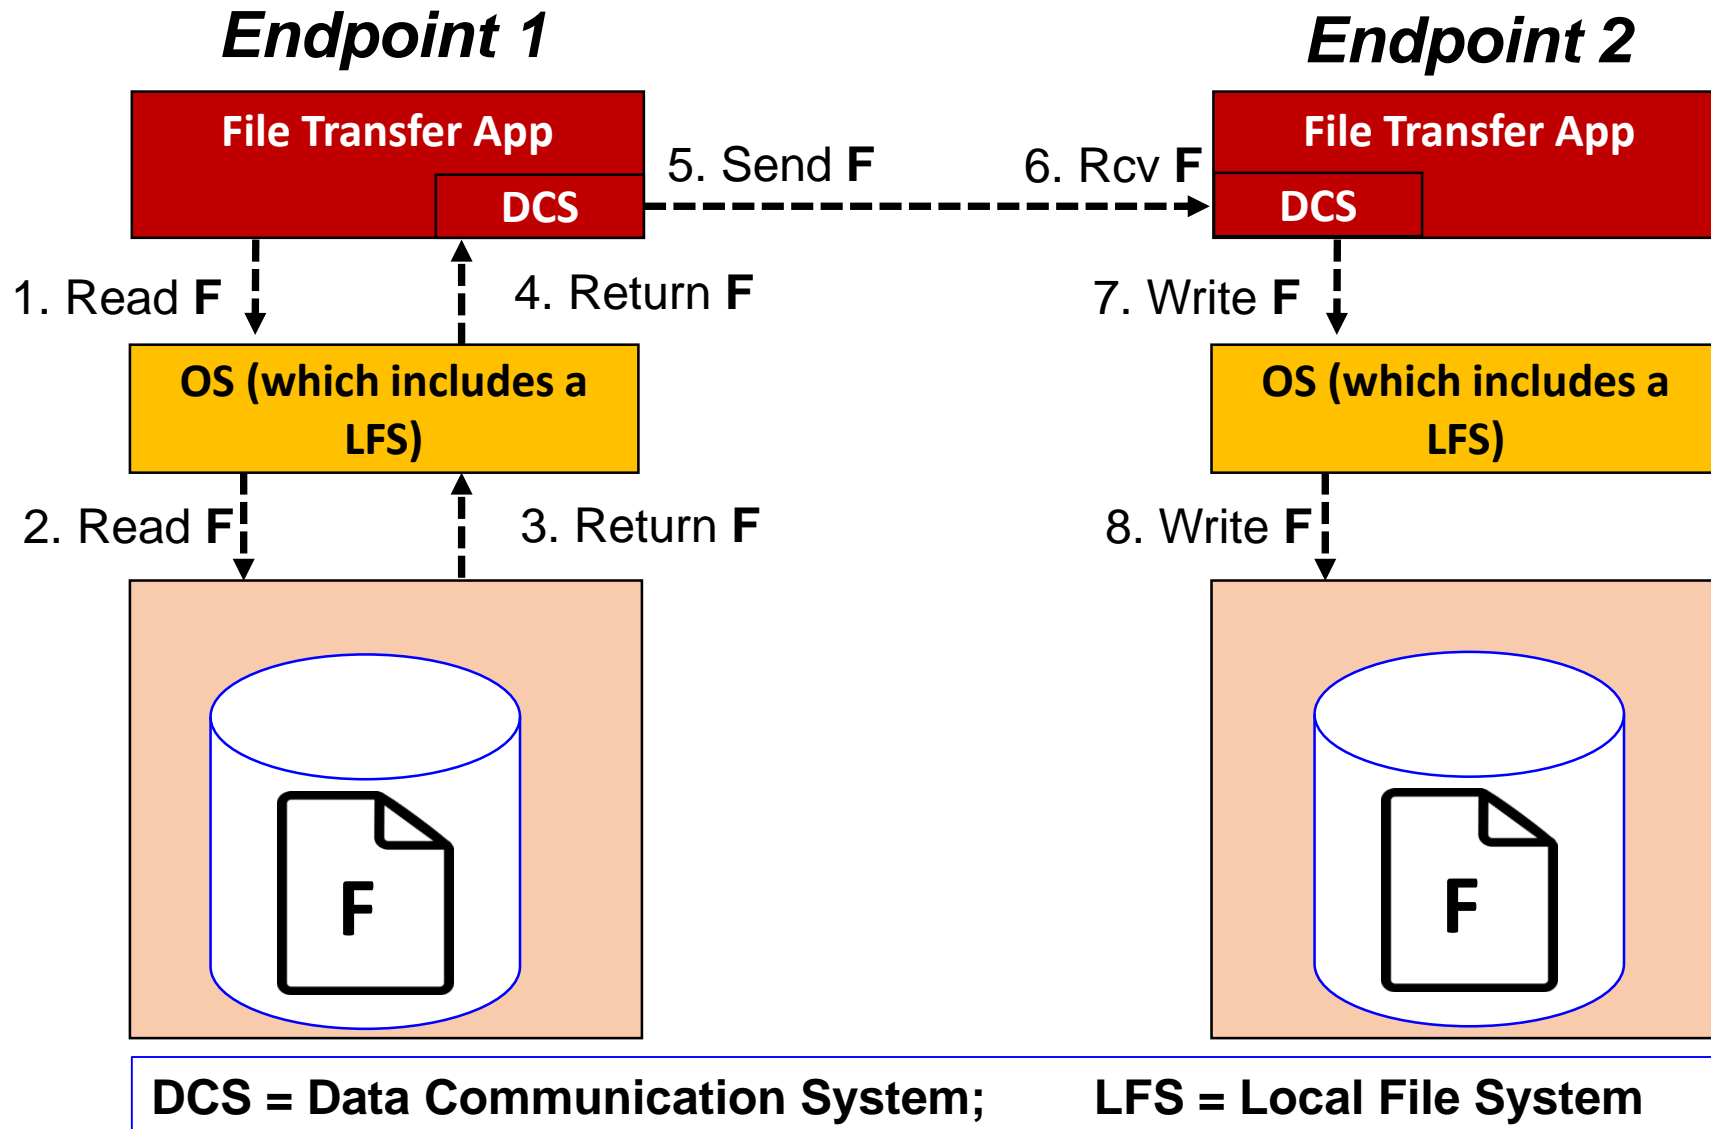 Endpoint 1
Endpoint 2
File Transfer App
DCS
5. Send F
6. Rcv F
File Transfer App
DCS
1. Read F
4. Return F
7. Write F
OS (which includes a
LFS)
OS (which includes a
LFS)
2. Read F
3. Return F
8. Write F
F
F
DCS = Data Communication System; LFS = Local File System